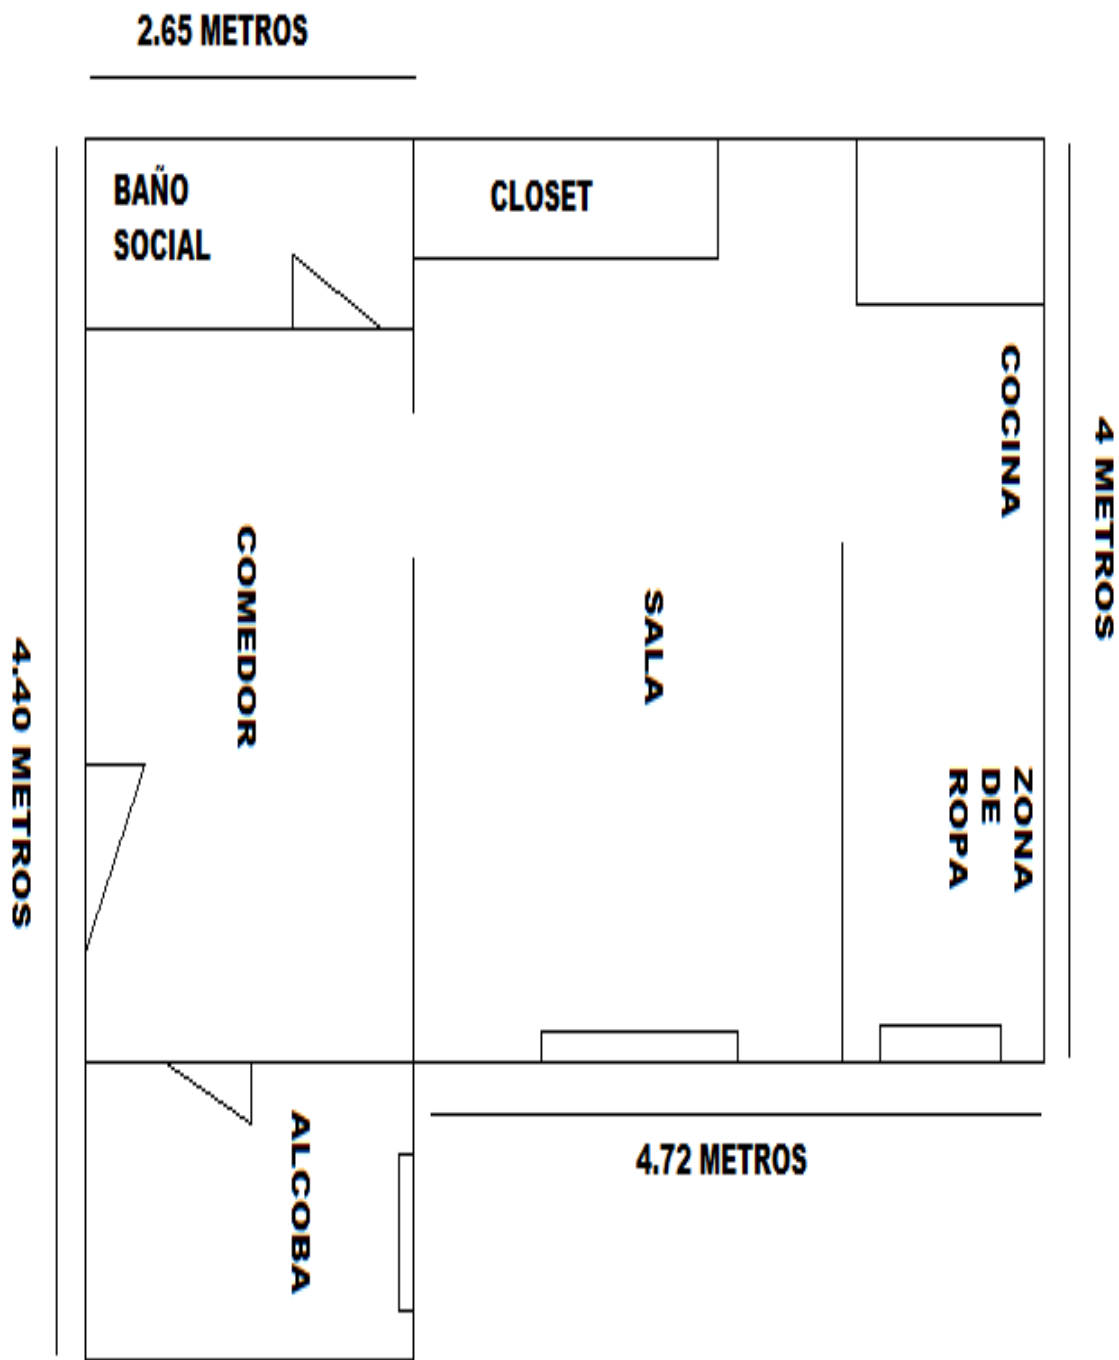 2.65 METROS
BAÑO
SOCIAL
CLOSET
COCINA
4 METROS
COMEDOR
SALA
4.40 METROS
ZONA
DE
ROPA
ALCOBA
4.72 METROS